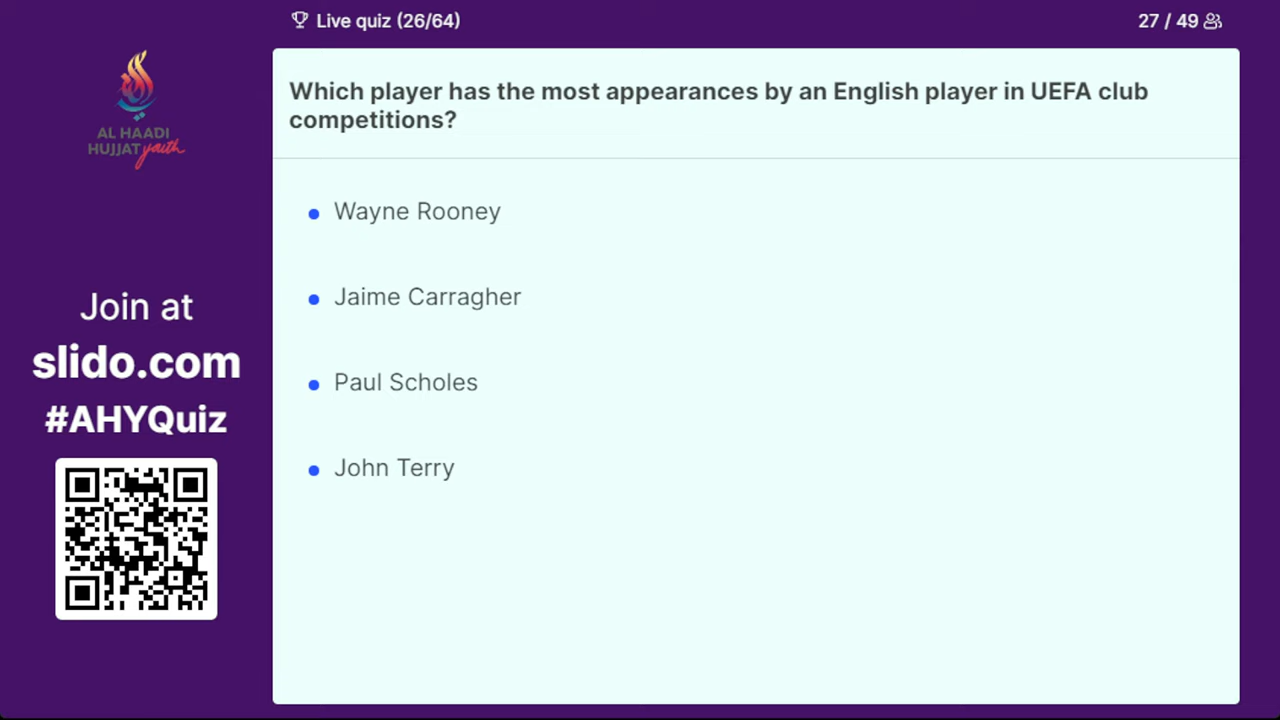 Live quiz (26/64)
27 / 49
AL HAADI
HUJJAT youth
Which player has the most appearances by an English player in UEFA club
competitions?
Wayne Rooney
Jaime Carragher
Paul Scholes
John Terry
Join at
slido.com
#AHYQuiz